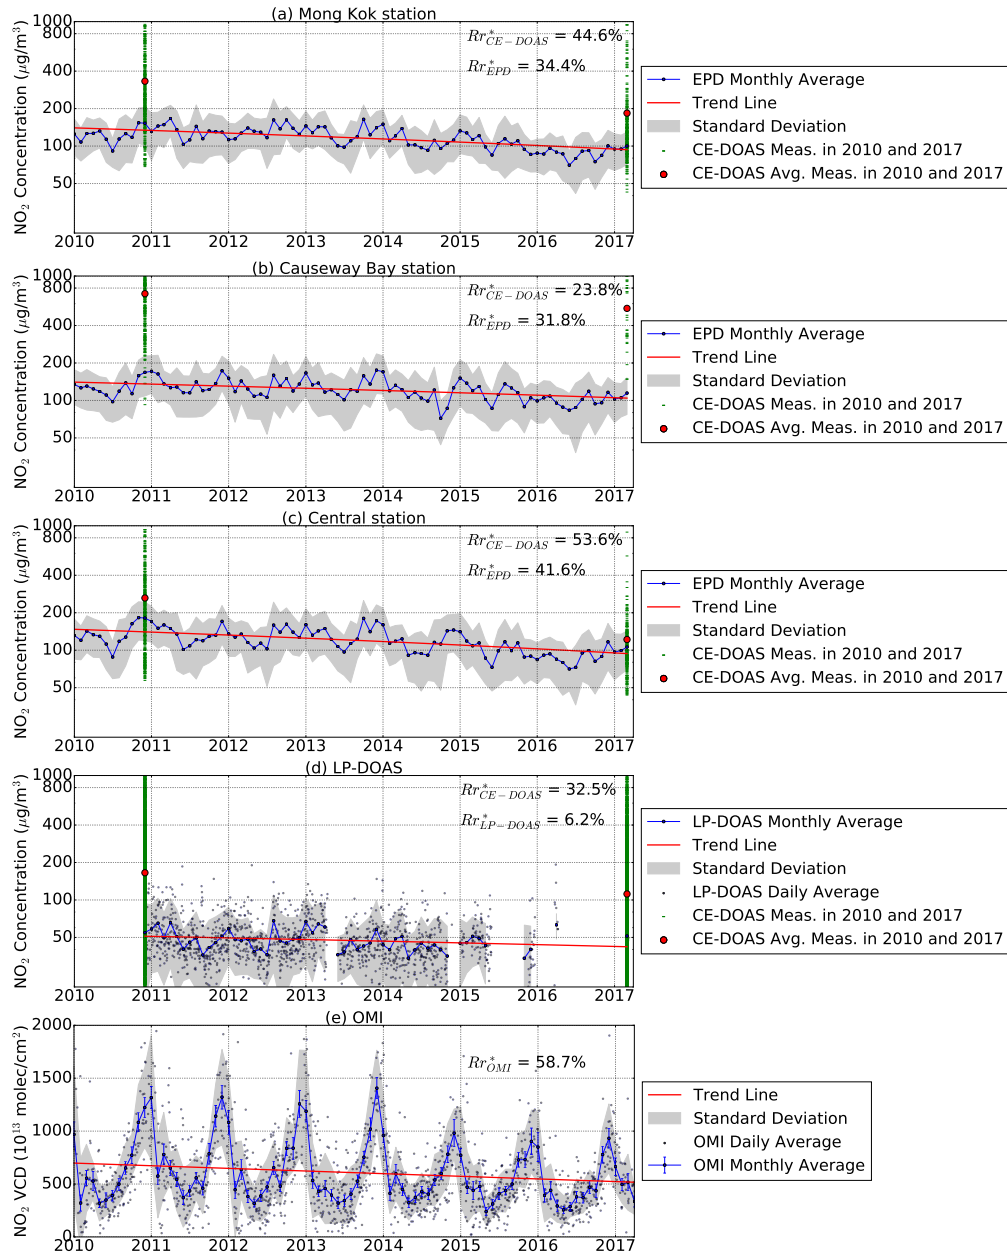 (a) Mong Kok station
NO₂ Concentration (μg/m³)
1000
400
200
100
50
Rr*CE−DOAS = 44.6%
Rr*EPD = 34.4%
2010 2011 2012 2013 2014 2015 2016 2017
EPD Monthly Average
Trend Line
Standard Deviation
CE-DOAS Meas. in 2010 and 2017
CE-DOAS Avg. Meas. in 2010 and 2017
(b) Causeway Bay station
NO₂ Concentration (μg/m³)
1000
400
200
100
50
Rr*CE−DOAS = 23.8%
Rr*EPD = 31.8%
2010 2011 2012 2013 2014 2015 2016 2017
EPD Monthly Average
Trend Line
Standard Deviation
CE-DOAS Meas. in 2010 and 2017
CE-DOAS Avg. Meas. in 2010 and 2017
(c) Central station
NO₂ Concentration (μg/m³)
1000
400
200
100
50
Rr*CE−DOAS = 53.6%
Rr*EPD = 41.6%
2010 2011 2012 2013 2014 2015 2016 2017
EPD Monthly Average
Trend Line
Standard Deviation
CE-DOAS Meas. in 2010 and 2017
CE-DOAS Avg. Meas. in 2010 and 2017
(d) LP-DOAS
NO₂ Concentration (μg/m³)
1000
400
200
100
50
Rr*CE−DOAS = 32.5%
Rr*LP−DOAS = 6.2%
2010 2011 2012 2013 2014 2015 2016 2017
LP-DOAS Monthly Average
Trend Line
Standard Deviation
LP-DOAS Daily Average
CE-DOAS Meas. in 2010 and 2017
CE-DOAS Avg. Meas. in 2010 and 2017
(e) OMI
NO₂ VCD (10¹³ molec/cm²)
2000
1500
1000
500
0
Rr*OMI = 58.7%
2010 2011 2012 2013 2014 2015 2016 2017
Trend Line
Standard Deviation
OMI Daily Average
OMI Monthly Average